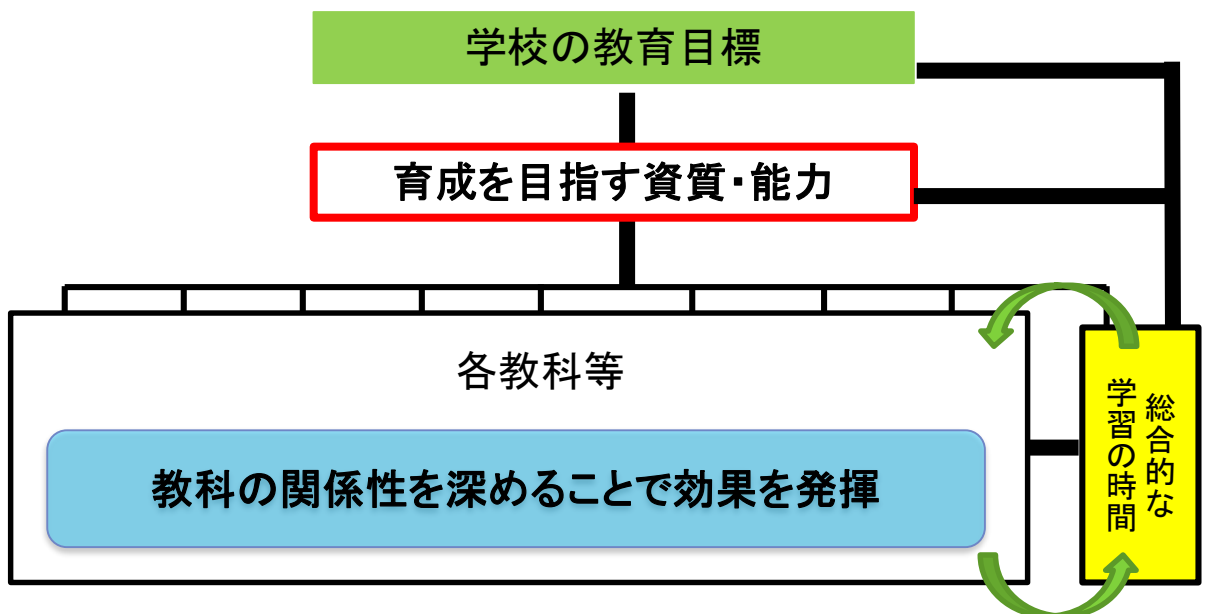 学校の教育目標
育成を目指す資質・能力
各教科等
教科の関係性を深めることで効果を発揮
総合的な
学習の時間